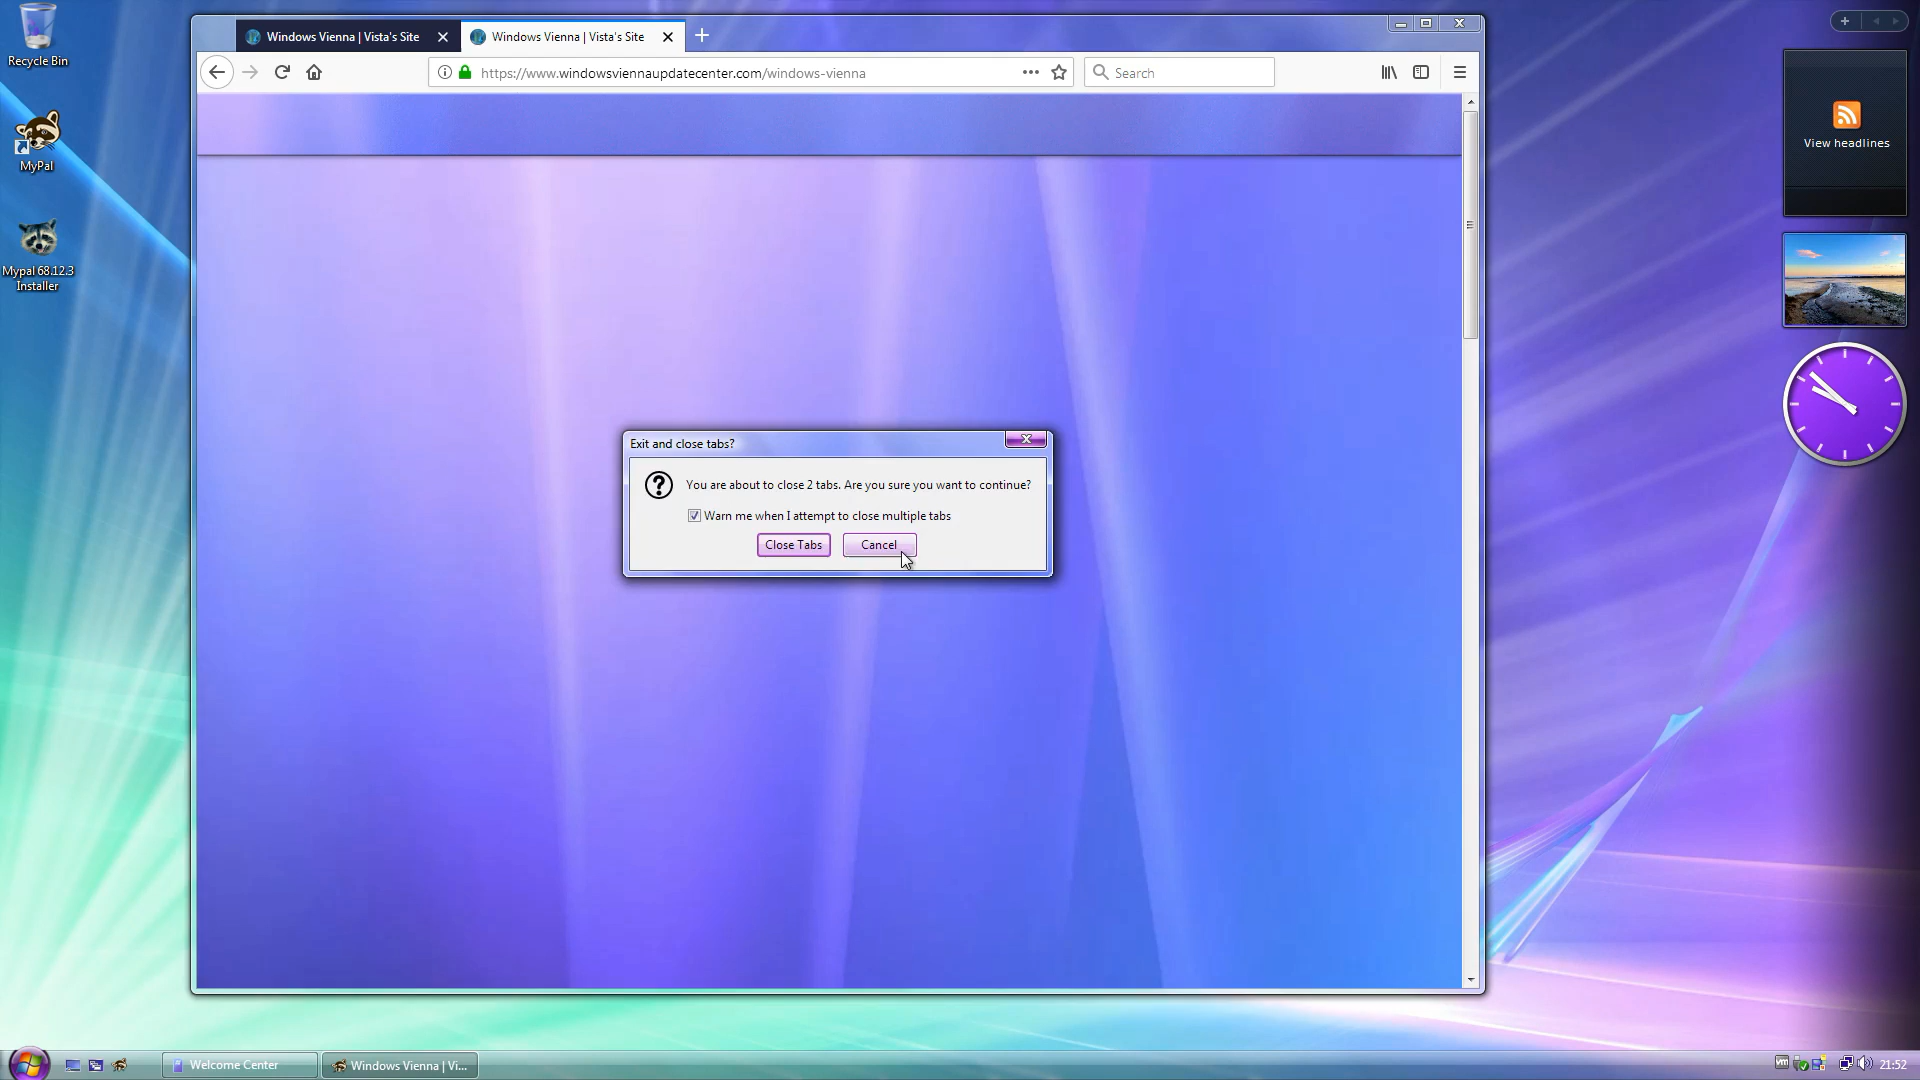 Recycle Bin
MyPal
Mypal 68.12.3
Installer
Windows Vienna | Vista's Site
Windows Vienna | Vista's Site
https://www.windowsviennaupdatecenter.com/windows-vienna
Search
Exit and close tabs?
You are about to close 2 tabs. Are you sure you want to continue?
Warn me when I attempt to close multiple tabs
Close Tabs
Cancel
View headlines
Welcome Center
Windows Vienna | Vi...
vm
21:52